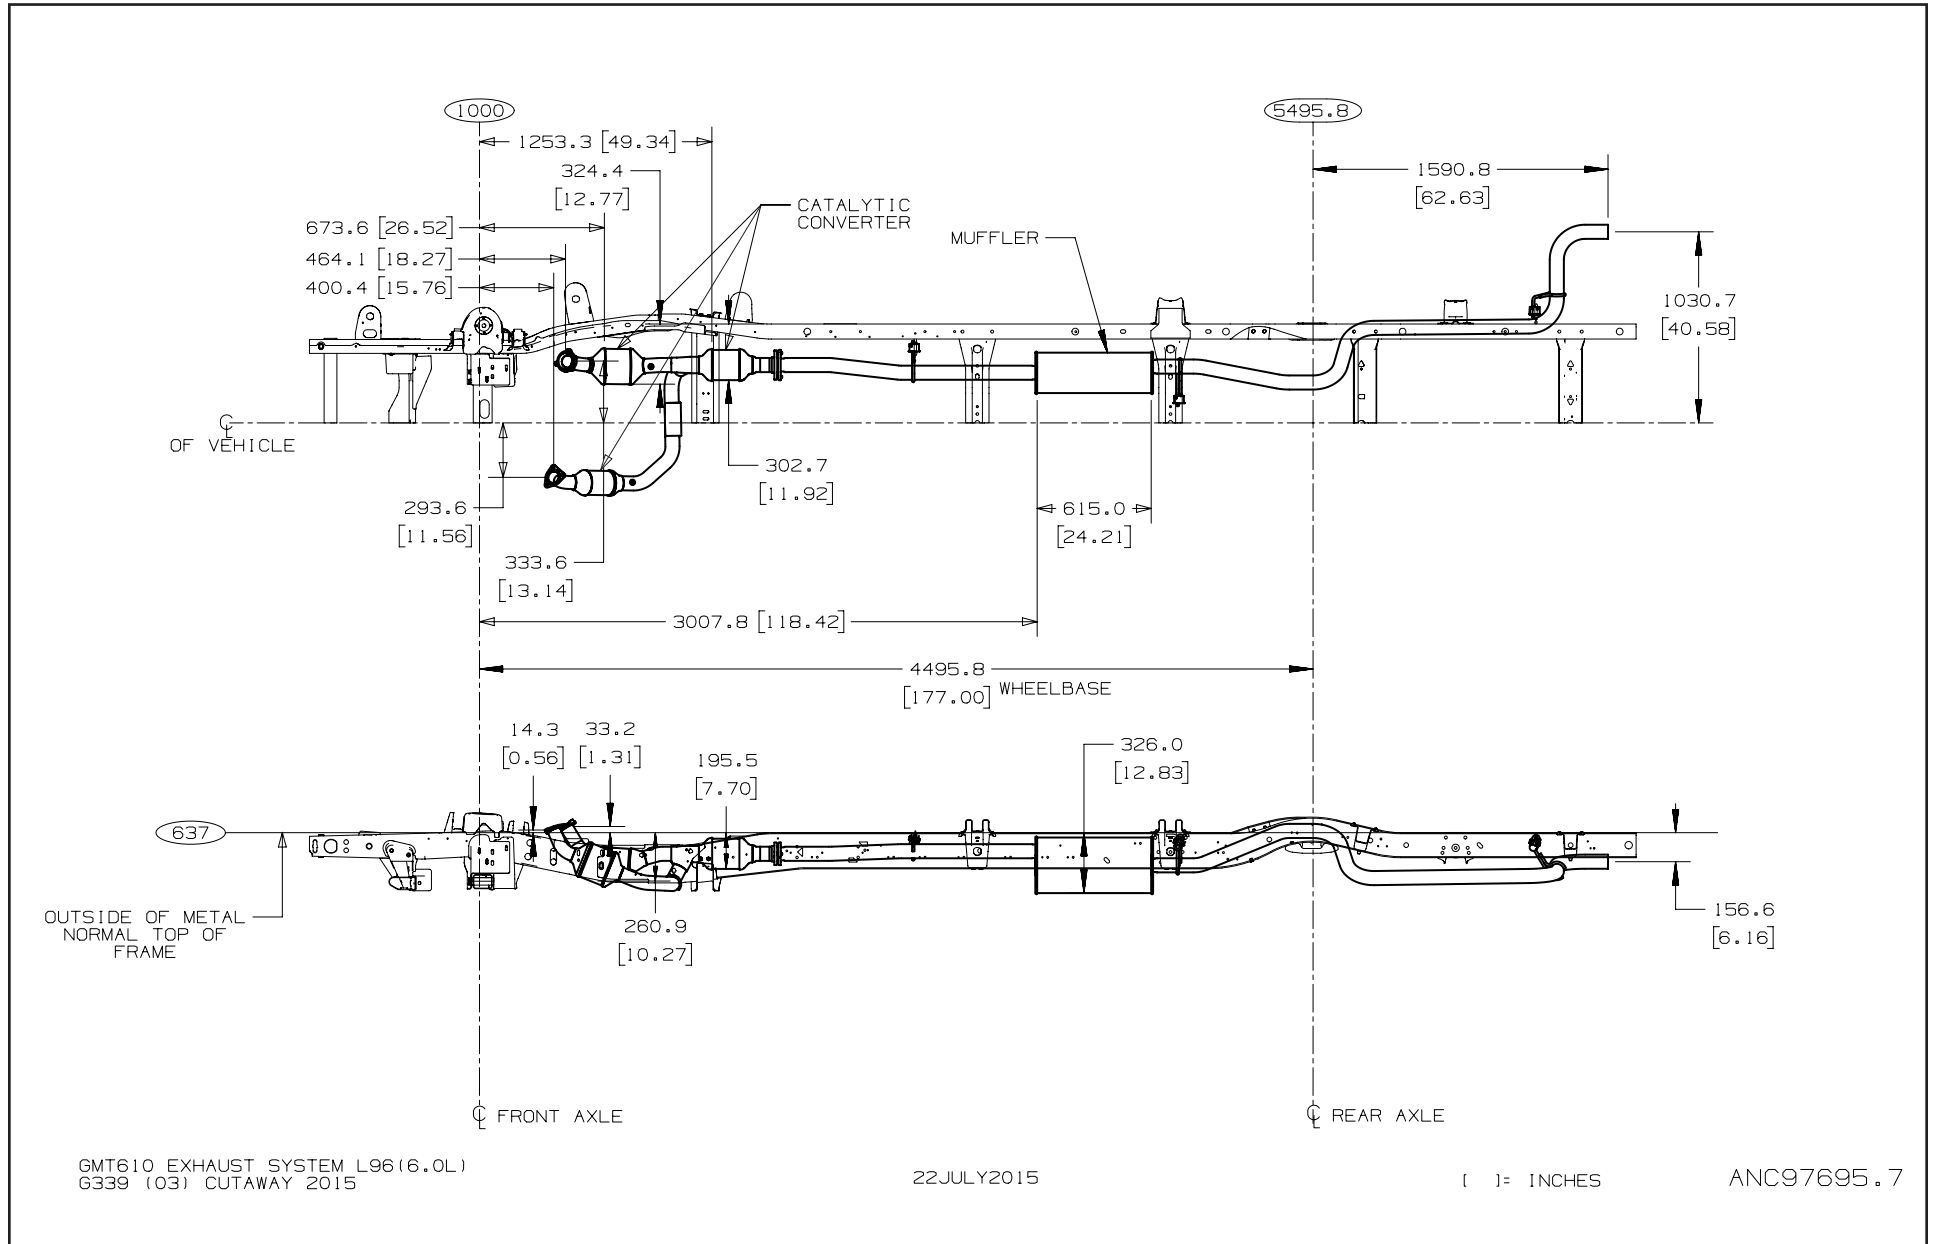 1000
5495.8
1253.3 [49.34]
324.4
[12.77]
1590.8
[62.63]
673.6 [26.52]
464.1 [18.27]
400.4 [15.76]
CATALYTIC
CONVERTER
MUFFLER
1030.7
[40.58]
℄
OF VEHICLE
302.7
[11.92]
293.6
[11.56]
615.0
[24.21]
333.6
[13.14]
3007.8 [118.42]
4495.8
[177.00] WHEELBASE
14.3
[0.56]
33.2
[1.31]
195.5
[7.70]
326.0
[12.83]
637
OUTSIDE OF METAL
NORMAL TOP OF
FRAME
260.9
[10.27]
156.6
[6.16]
℄ FRONT AXLE
℄ REAR AXLE
GMT610 EXHAUST SYSTEM L96(6.0L)
G339 (03) CUTAWAY 2015
22JULY2015
[ ]= INCHES
ANC97695.7